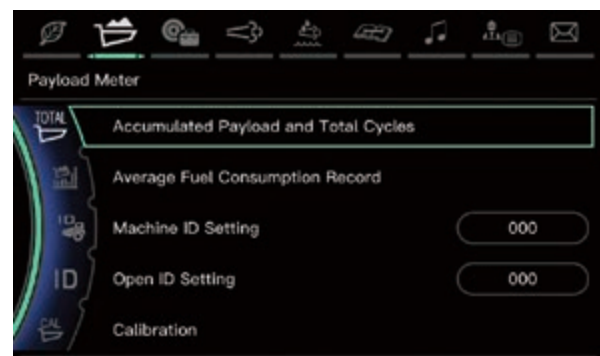 Payload Meter
TOTAL
Accumulated Payload and Total Cycles
Average Fuel Consumption Record
ID
Machine ID Setting
000
ID
Open ID Setting
000
CAL
Calibration